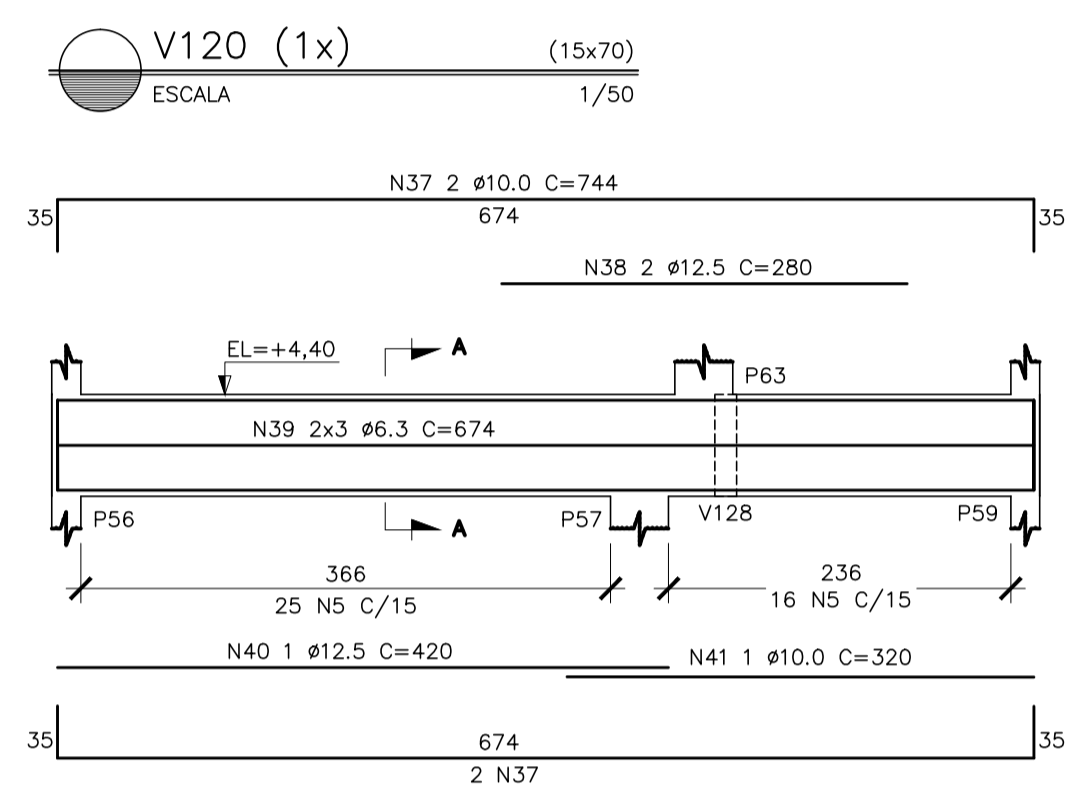 V120 (1x) (15x70)
ESCALA 1/50
N37 2 ø10.0 C=744
35 674 35
N38 2 ø12.5 C=280
EL=+4,40 A
P63
N39 2x3 ø6.3 C=674
P56 A P57 V128 P59
366 236
25 N5 C/15 16 N5 C/15
N40 1 ø12.5 C=420 N41 1 ø10.0 C=320
35 674 35
2 N37